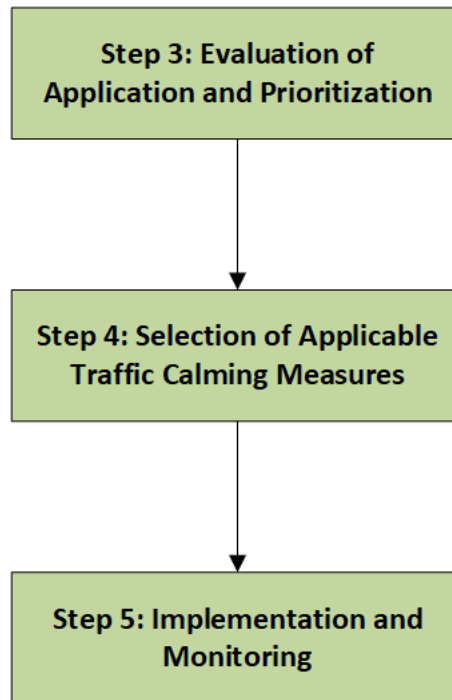 Step 3: Evaluation of
Application and Prioritization
Step 4: Selection of Applicable
Traffic Calming Measures
Step 5: Implementation and
Monitoring